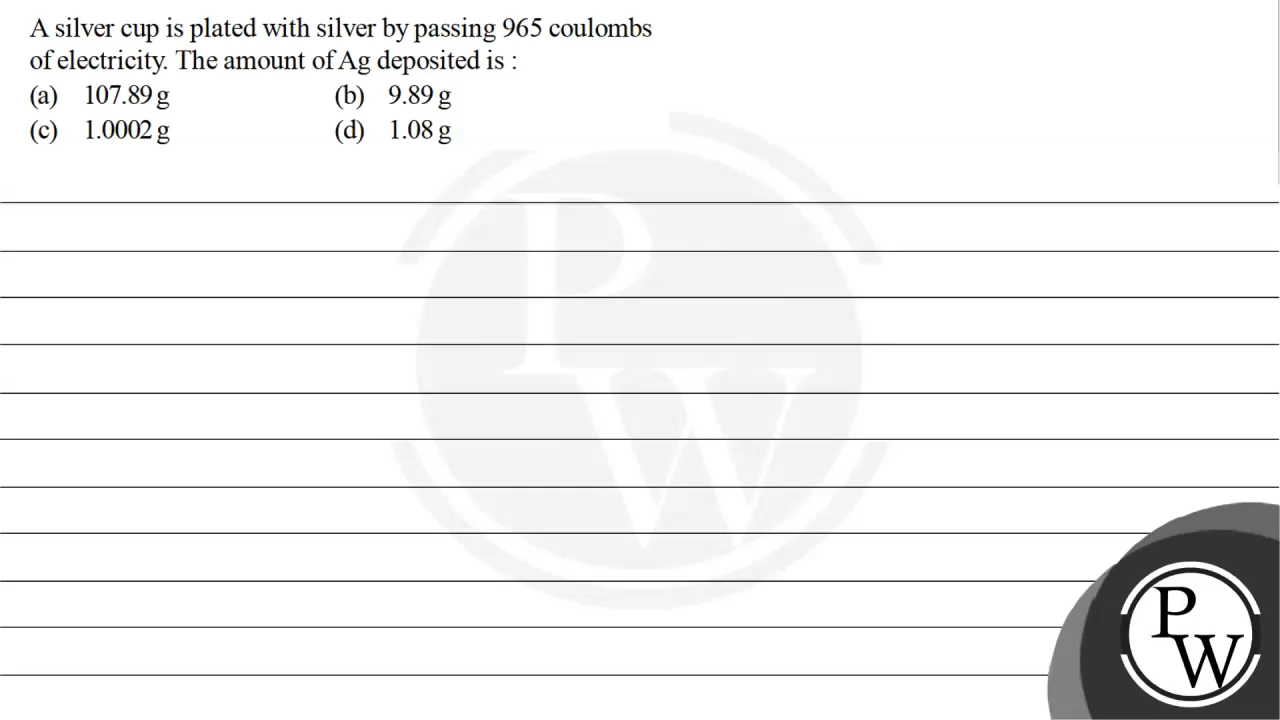 A silver cup is plated with silver by passing 965 coulombs
of electricity. The amount of Ag deposited is :
(a) 107.89 g (b) 9.89 g
(c) 1.0002 g (d) 1.08 g
P
W
P
W